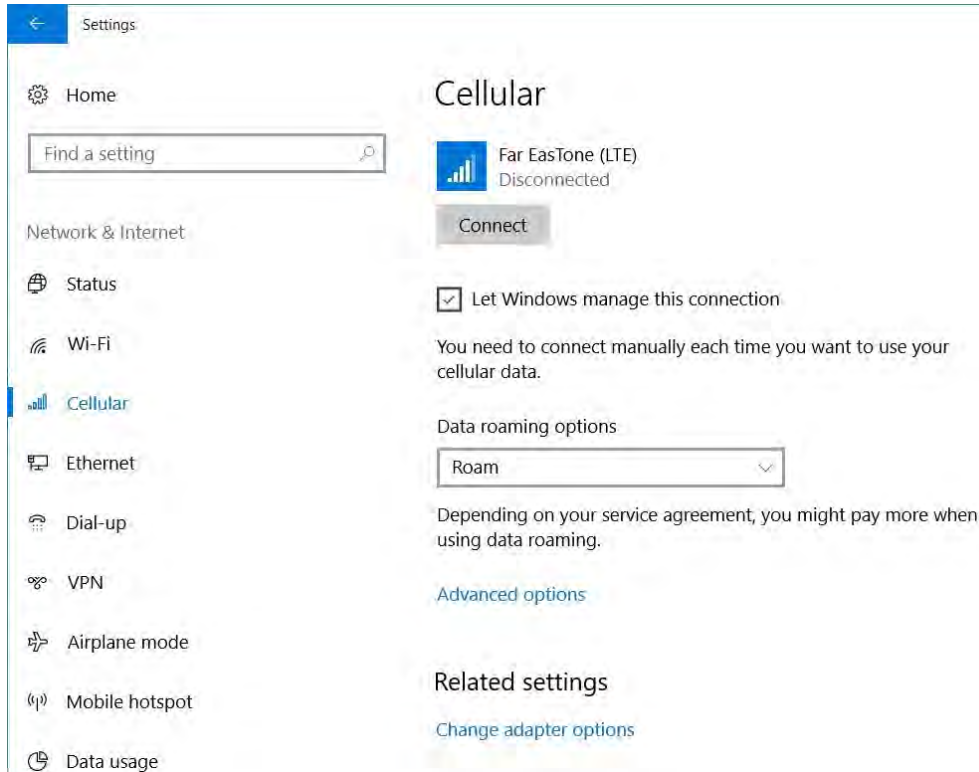 Settings
Home
Find a setting
Network & Internet
Status
Wi-Fi
Cellular
Ethernet
Dial-up
VPN
Airplane mode
Mobile hotspot
Data usage
Cellular
Far EasTone (LTE)
Disconnected
Connect
Let Windows manage this connection
You need to connect manually each time you want to use your
cellular data.
Data roaming options
Roam
Depending on your service agreement, you might pay more when
using data roaming.
Advanced options
Related settings
Change adapter options